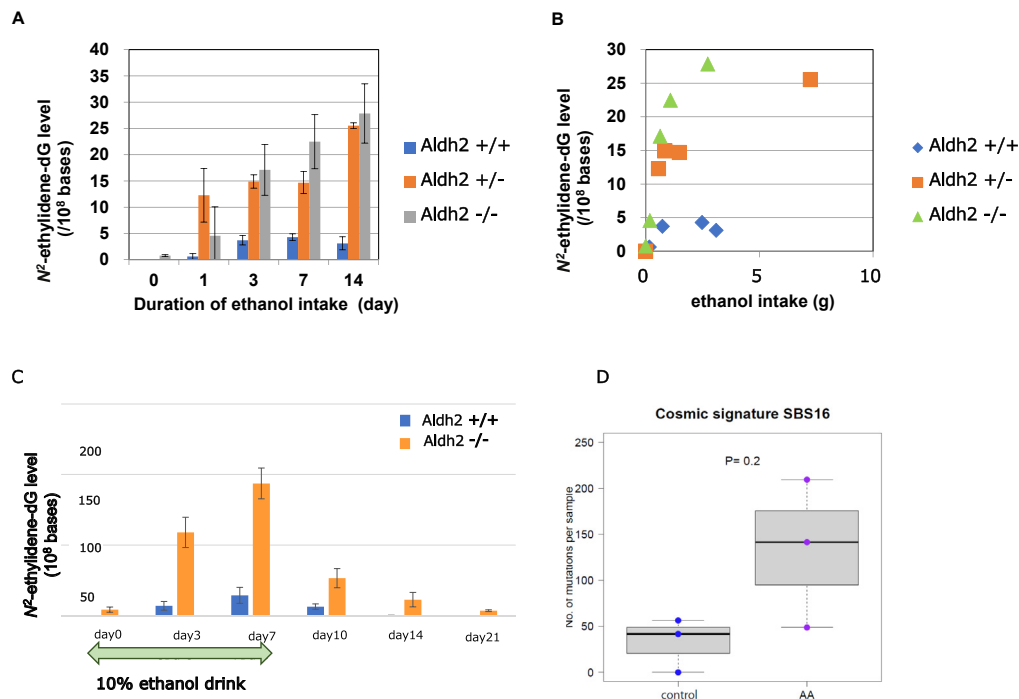 A
N²-ethylidene-dG level
(/10⁸ bases)
40
35
30
25
20
15
10
5
0
0 1 3 7 14
Duration of ethanol intake (day)
Aldh2 +/+
Aldh2 +/-
Aldh2 -/-
B
N²-ethylidene-dG level
(/10⁸ bases)
40
35
30
25
20
15
10
5
0
0 5 10
ethanol intake (g)
Aldh2 +/+
Aldh2 +/-
Aldh2 -/-
C
N²-ethylidene-dG level
(10⁸ bases)
200
150
100
50
Aldh2 +/+
Aldh2 -/-
day0 day3 day7 day10 day14 day21
10% ethanol drink
D
Cosmic signature SBS16
No. of mutations per sample
250
200
150
100
50
0
P= 0.2
control AA